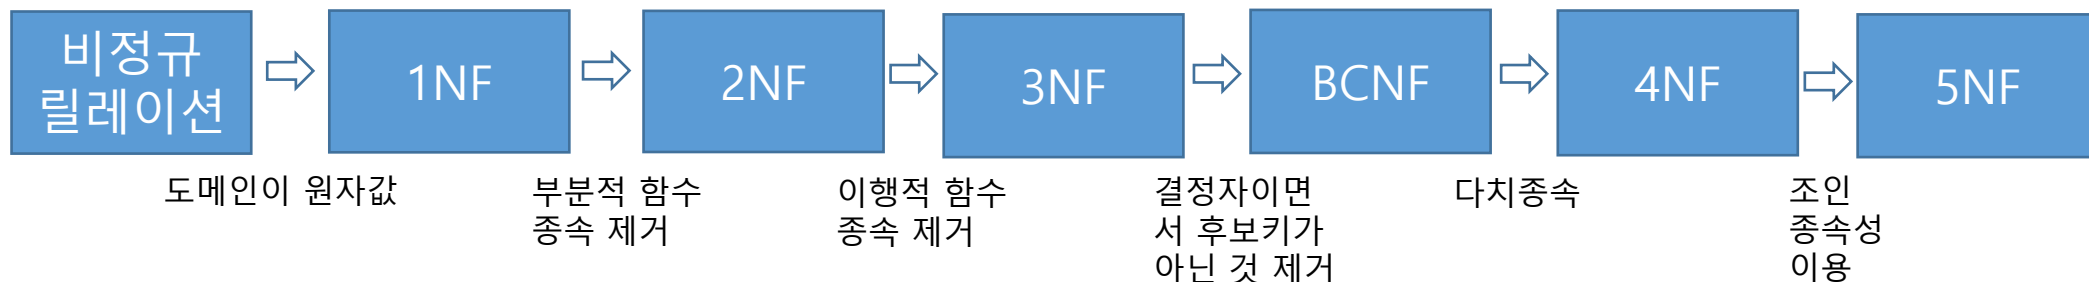 비정규
릴레이션
1NF
2NF
3NF
BCNF
4NF
5NF
도메인이 원자값
부분적 함수
종속 제거
이행적 함수
종속 제거
결정자이면
서 후보키가
아닌 것 제거
다치종속
조인
종속성
이용